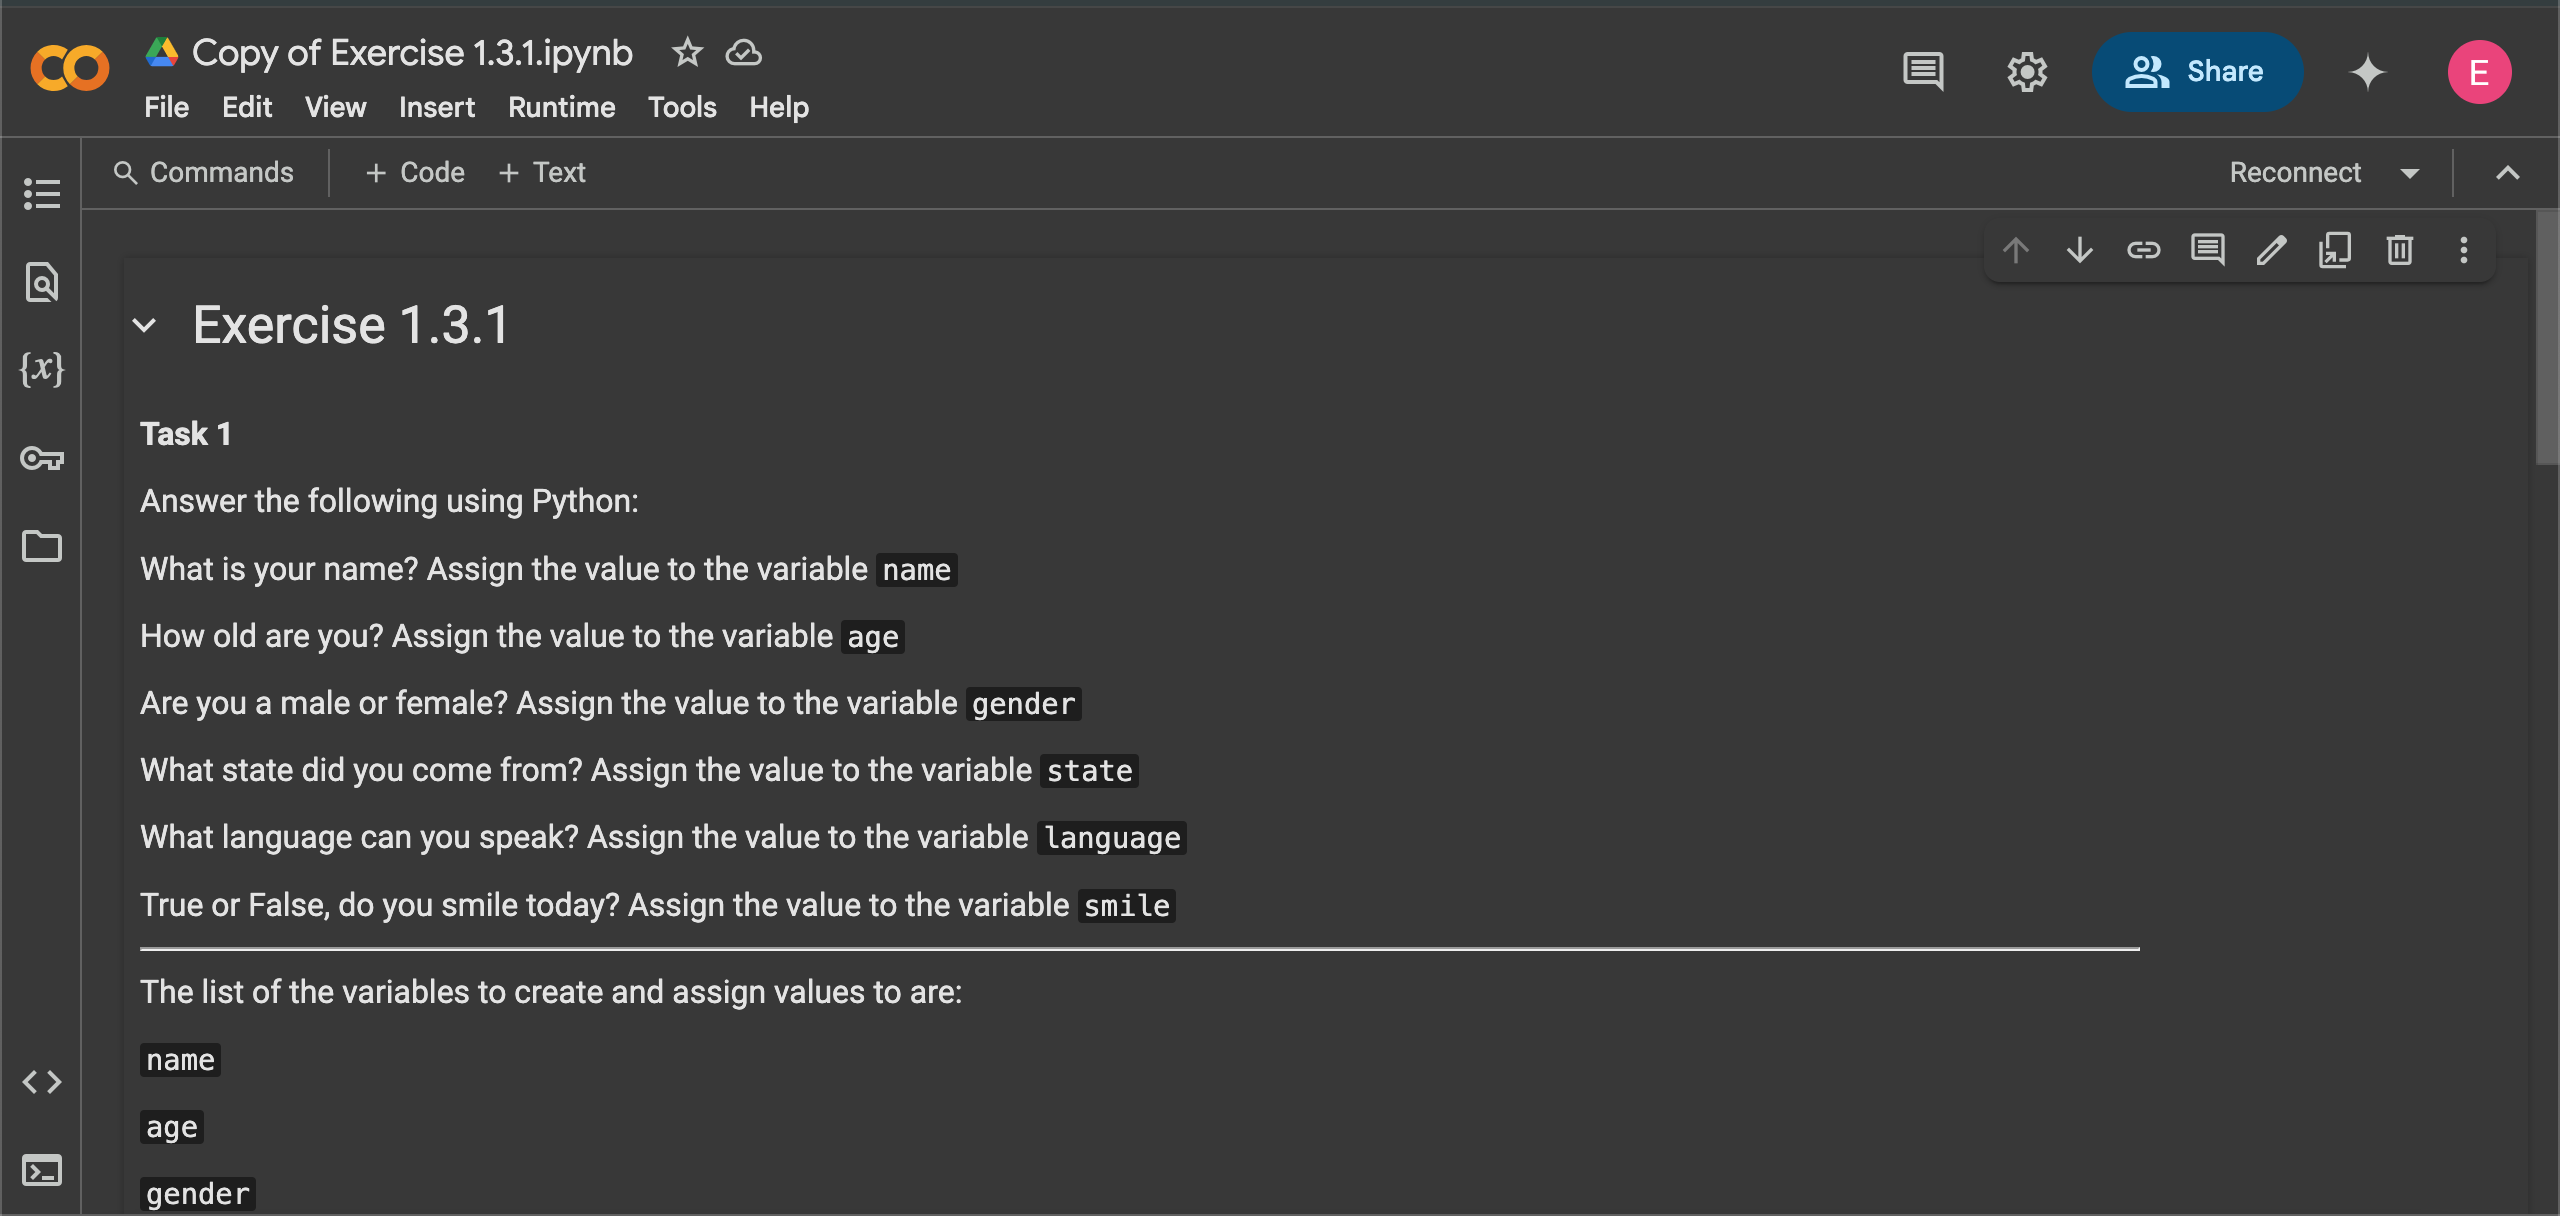 Copy of Exercise 1.3.1.ipynb
File Edit View Insert Runtime Tools Help
Share
E
Commands + Code + Text
Reconnect
{x}
Exercise 1.3.1
Task 1
Answer the following using Python:
What is your name? Assign the value to the variable name
How old are you? Assign the value to the variable age
Are you a male or female? Assign the value to the variable gender
What state did you come from? Assign the value to the variable state
What language can you speak? Assign the value to the variable language
True or False, do you smile today? Assign the value to the variable smile
The list of the variables to create and assign values to are:
name
age
gender